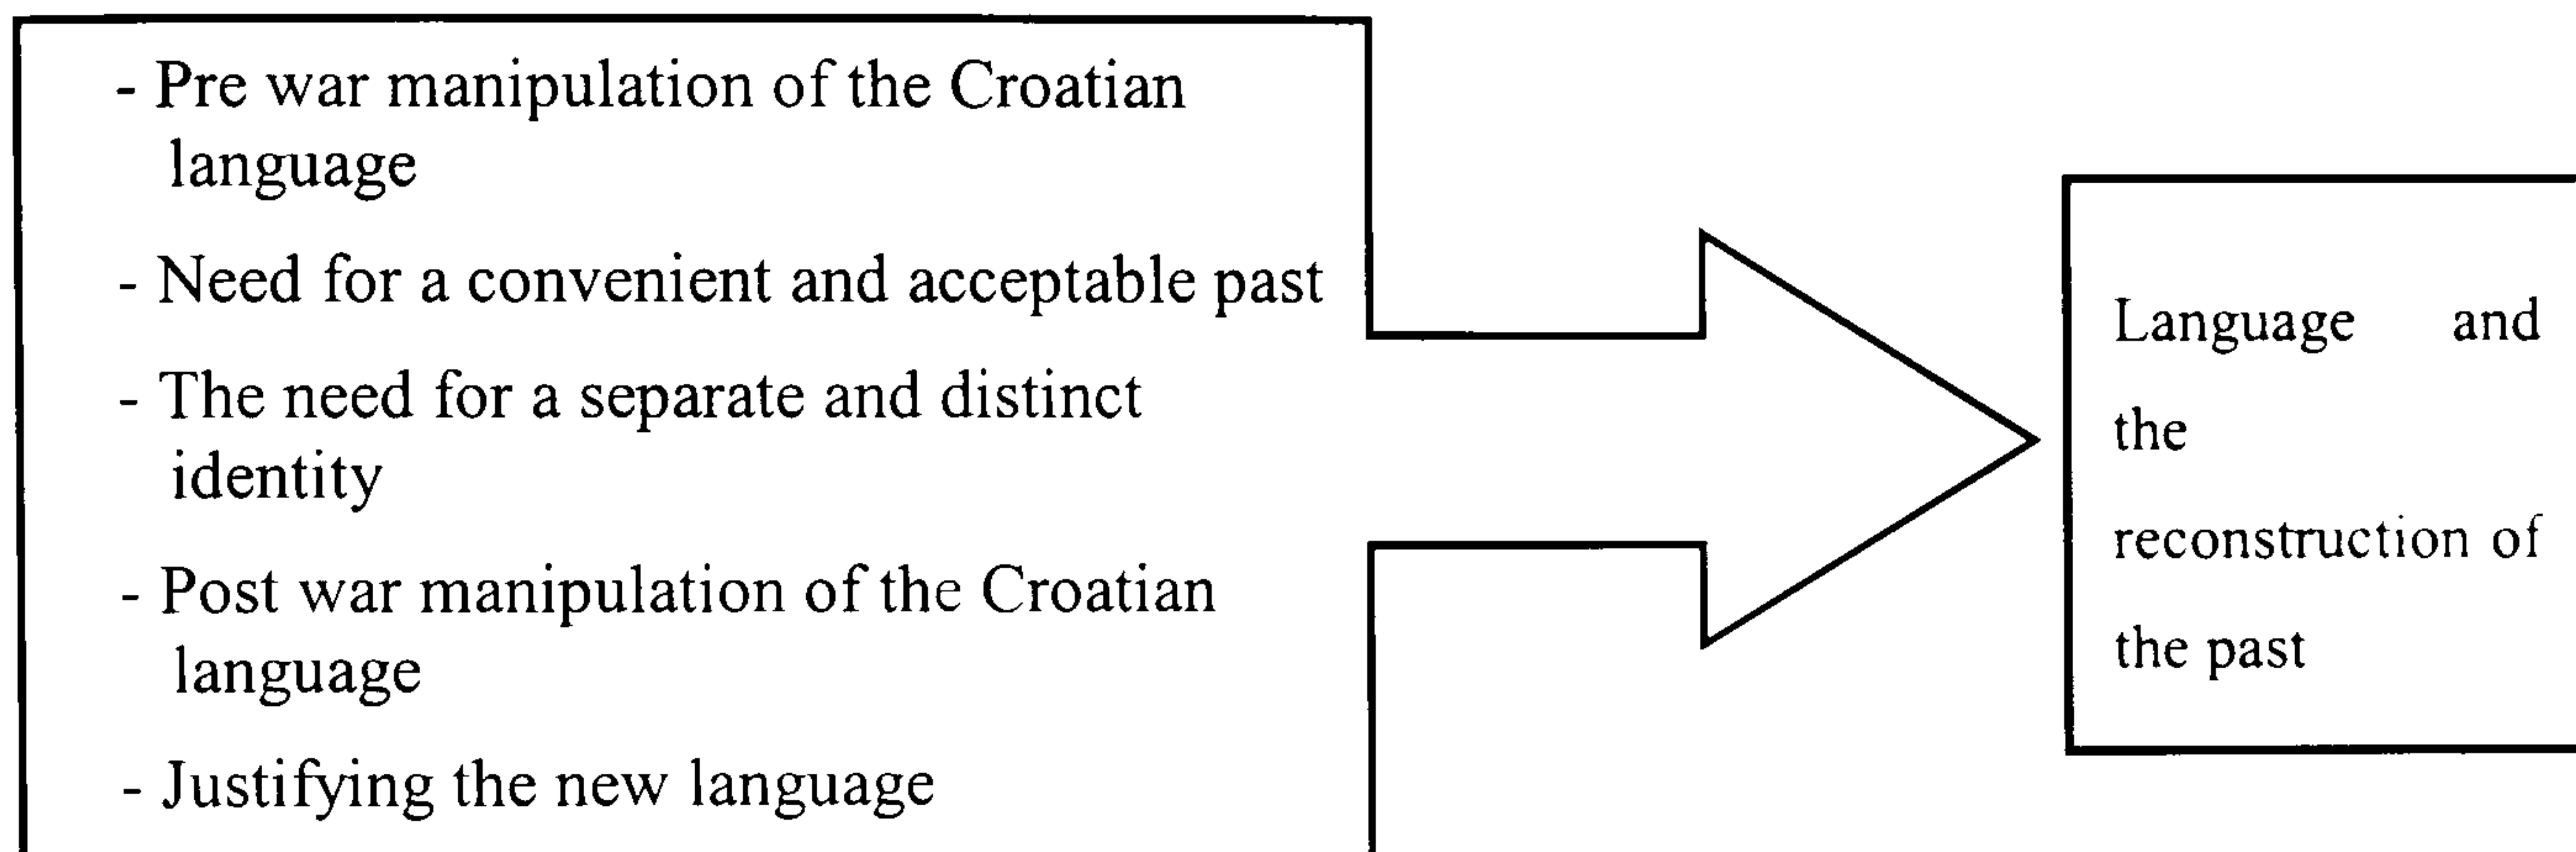 - Pre war manipulation of the Croatian
language
- Need for a convenient and acceptable past
- The need for a separate and distinct
identity
- Post war manipulation of the Croatian
language
- Justifying the new language
Language and
the
reconstruction of
the past